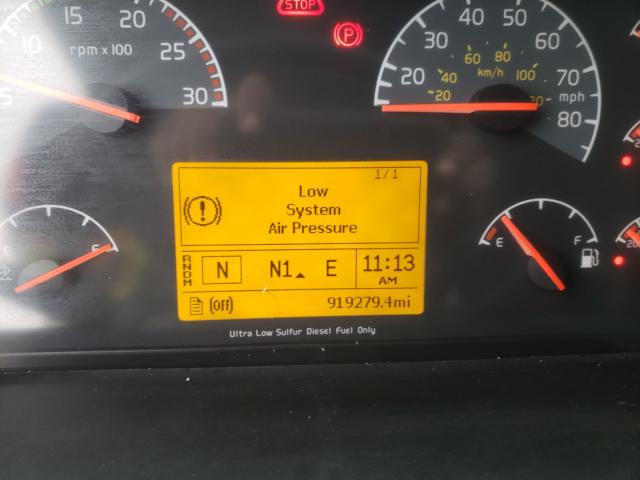 STOP
P
10
15
20
25
30
rpm x 100
5
20
30
40
50
60
70
80
mph
20
40
60
80
100
km/h
1/1
Low
System
Air Pressure
E
F
R
N
D
M
N
N1 E
11:13
AM
(Off)
919279.4mi
E
F
Ultra Low Sulfur Diesel Fuel Only